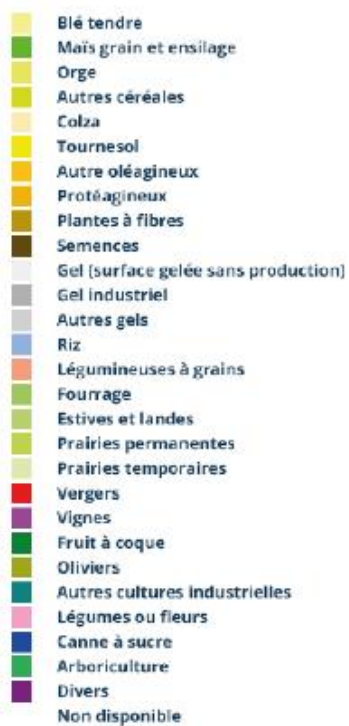 Blé tendre
Maïs grain et ensilage
Orge
Autres céréales
Colza
Tournesol
Autre oléagineux
Protéagineux
Plantes à fibres
Semences
Gel (surface gelée sans production)
Gel industriel
Autres gels
Riz
Légumineuses à grains
Fourrage
Estives et landes
Prairies permanentes
Prairies temporaires
Vergers
Vignes
Fruit à coque
Oliviers
Autres cultures industrielles
Légumes ou fleurs
Canne à sucre
Arboriculture
Divers
Non disponible